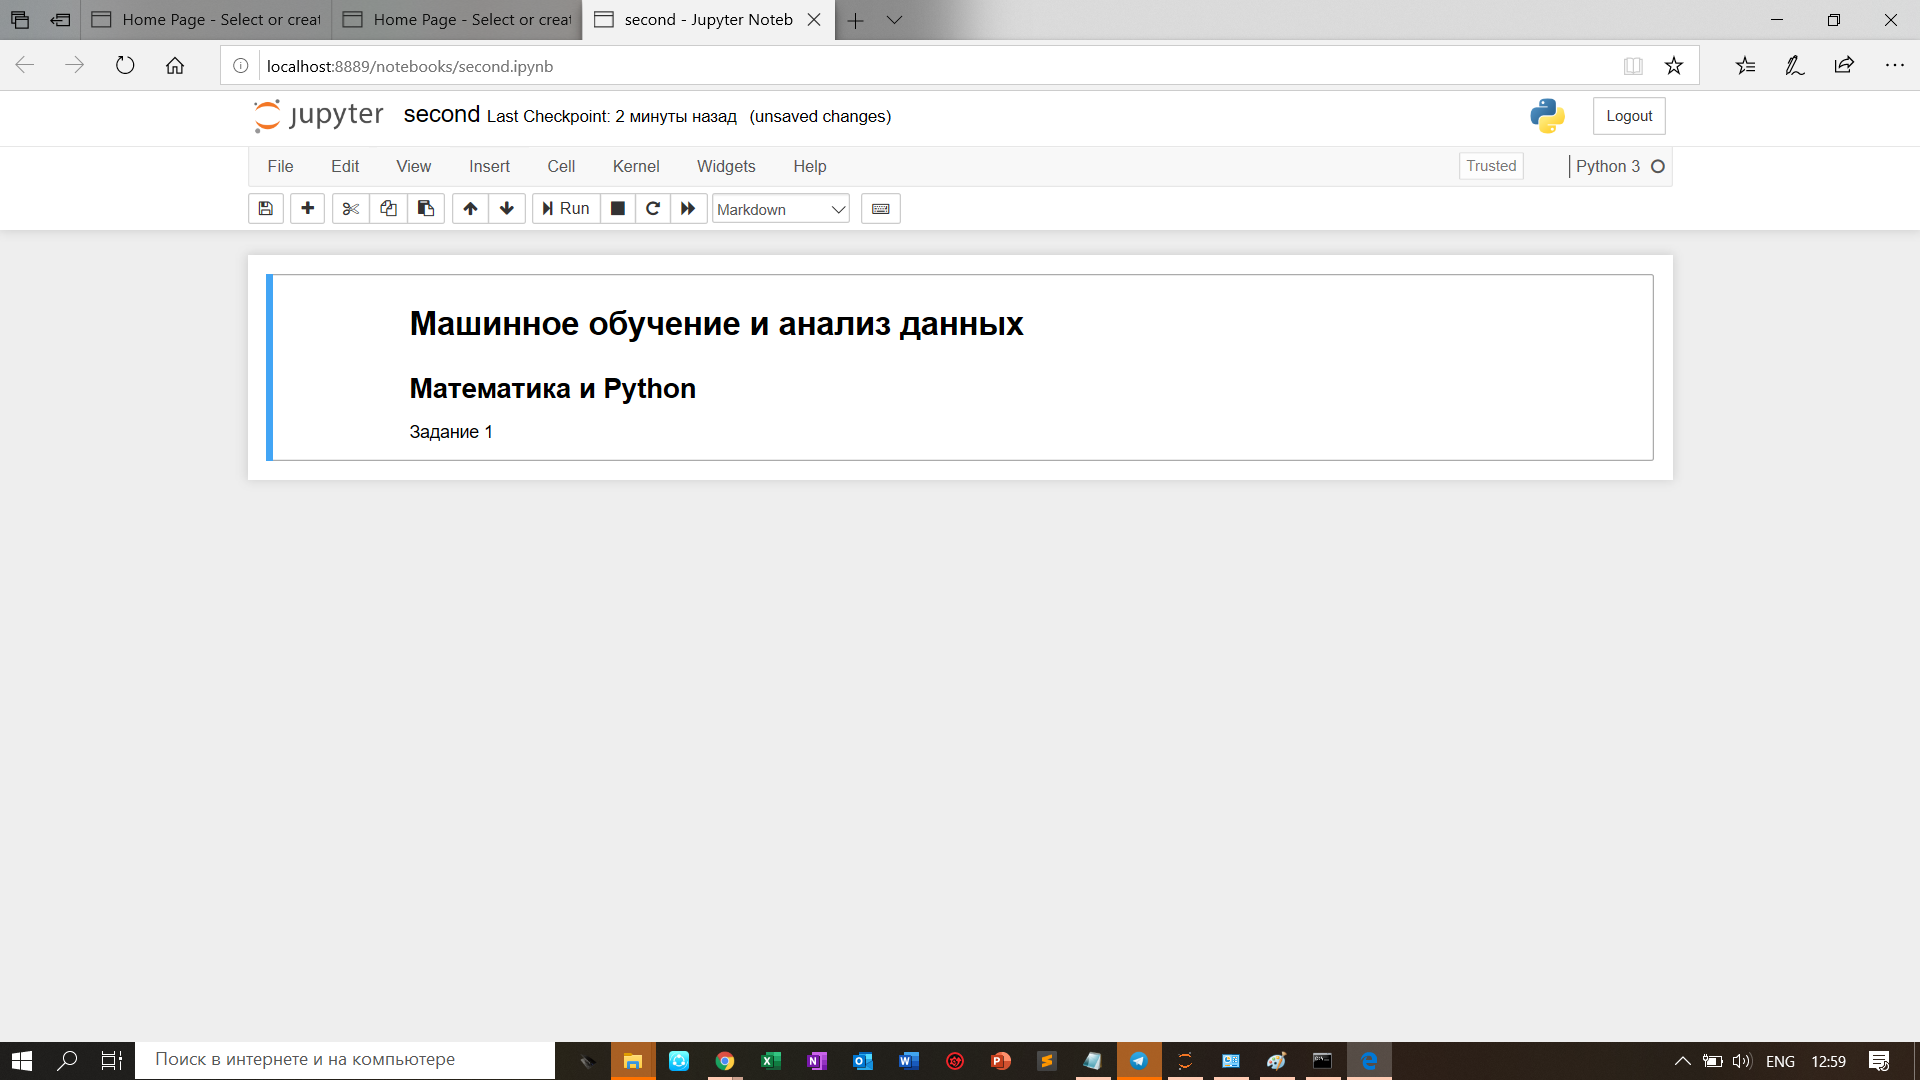 Home Page - Select or creat
Home Page - Select or creat
second - Jupyter Noteb
localhost:8889/notebooks/second.ipynb
jupyter second Last Checkpoint: 2 минуты назад (unsaved changes)
Logout
File Edit View Insert Cell Kernel Widgets Help
Trusted
Python 3
Run
Markdown
Машинное обучение и анализ данных
Математика и Python
Задание 1
Поиск в интернете и на компьютере
ENG
12:59